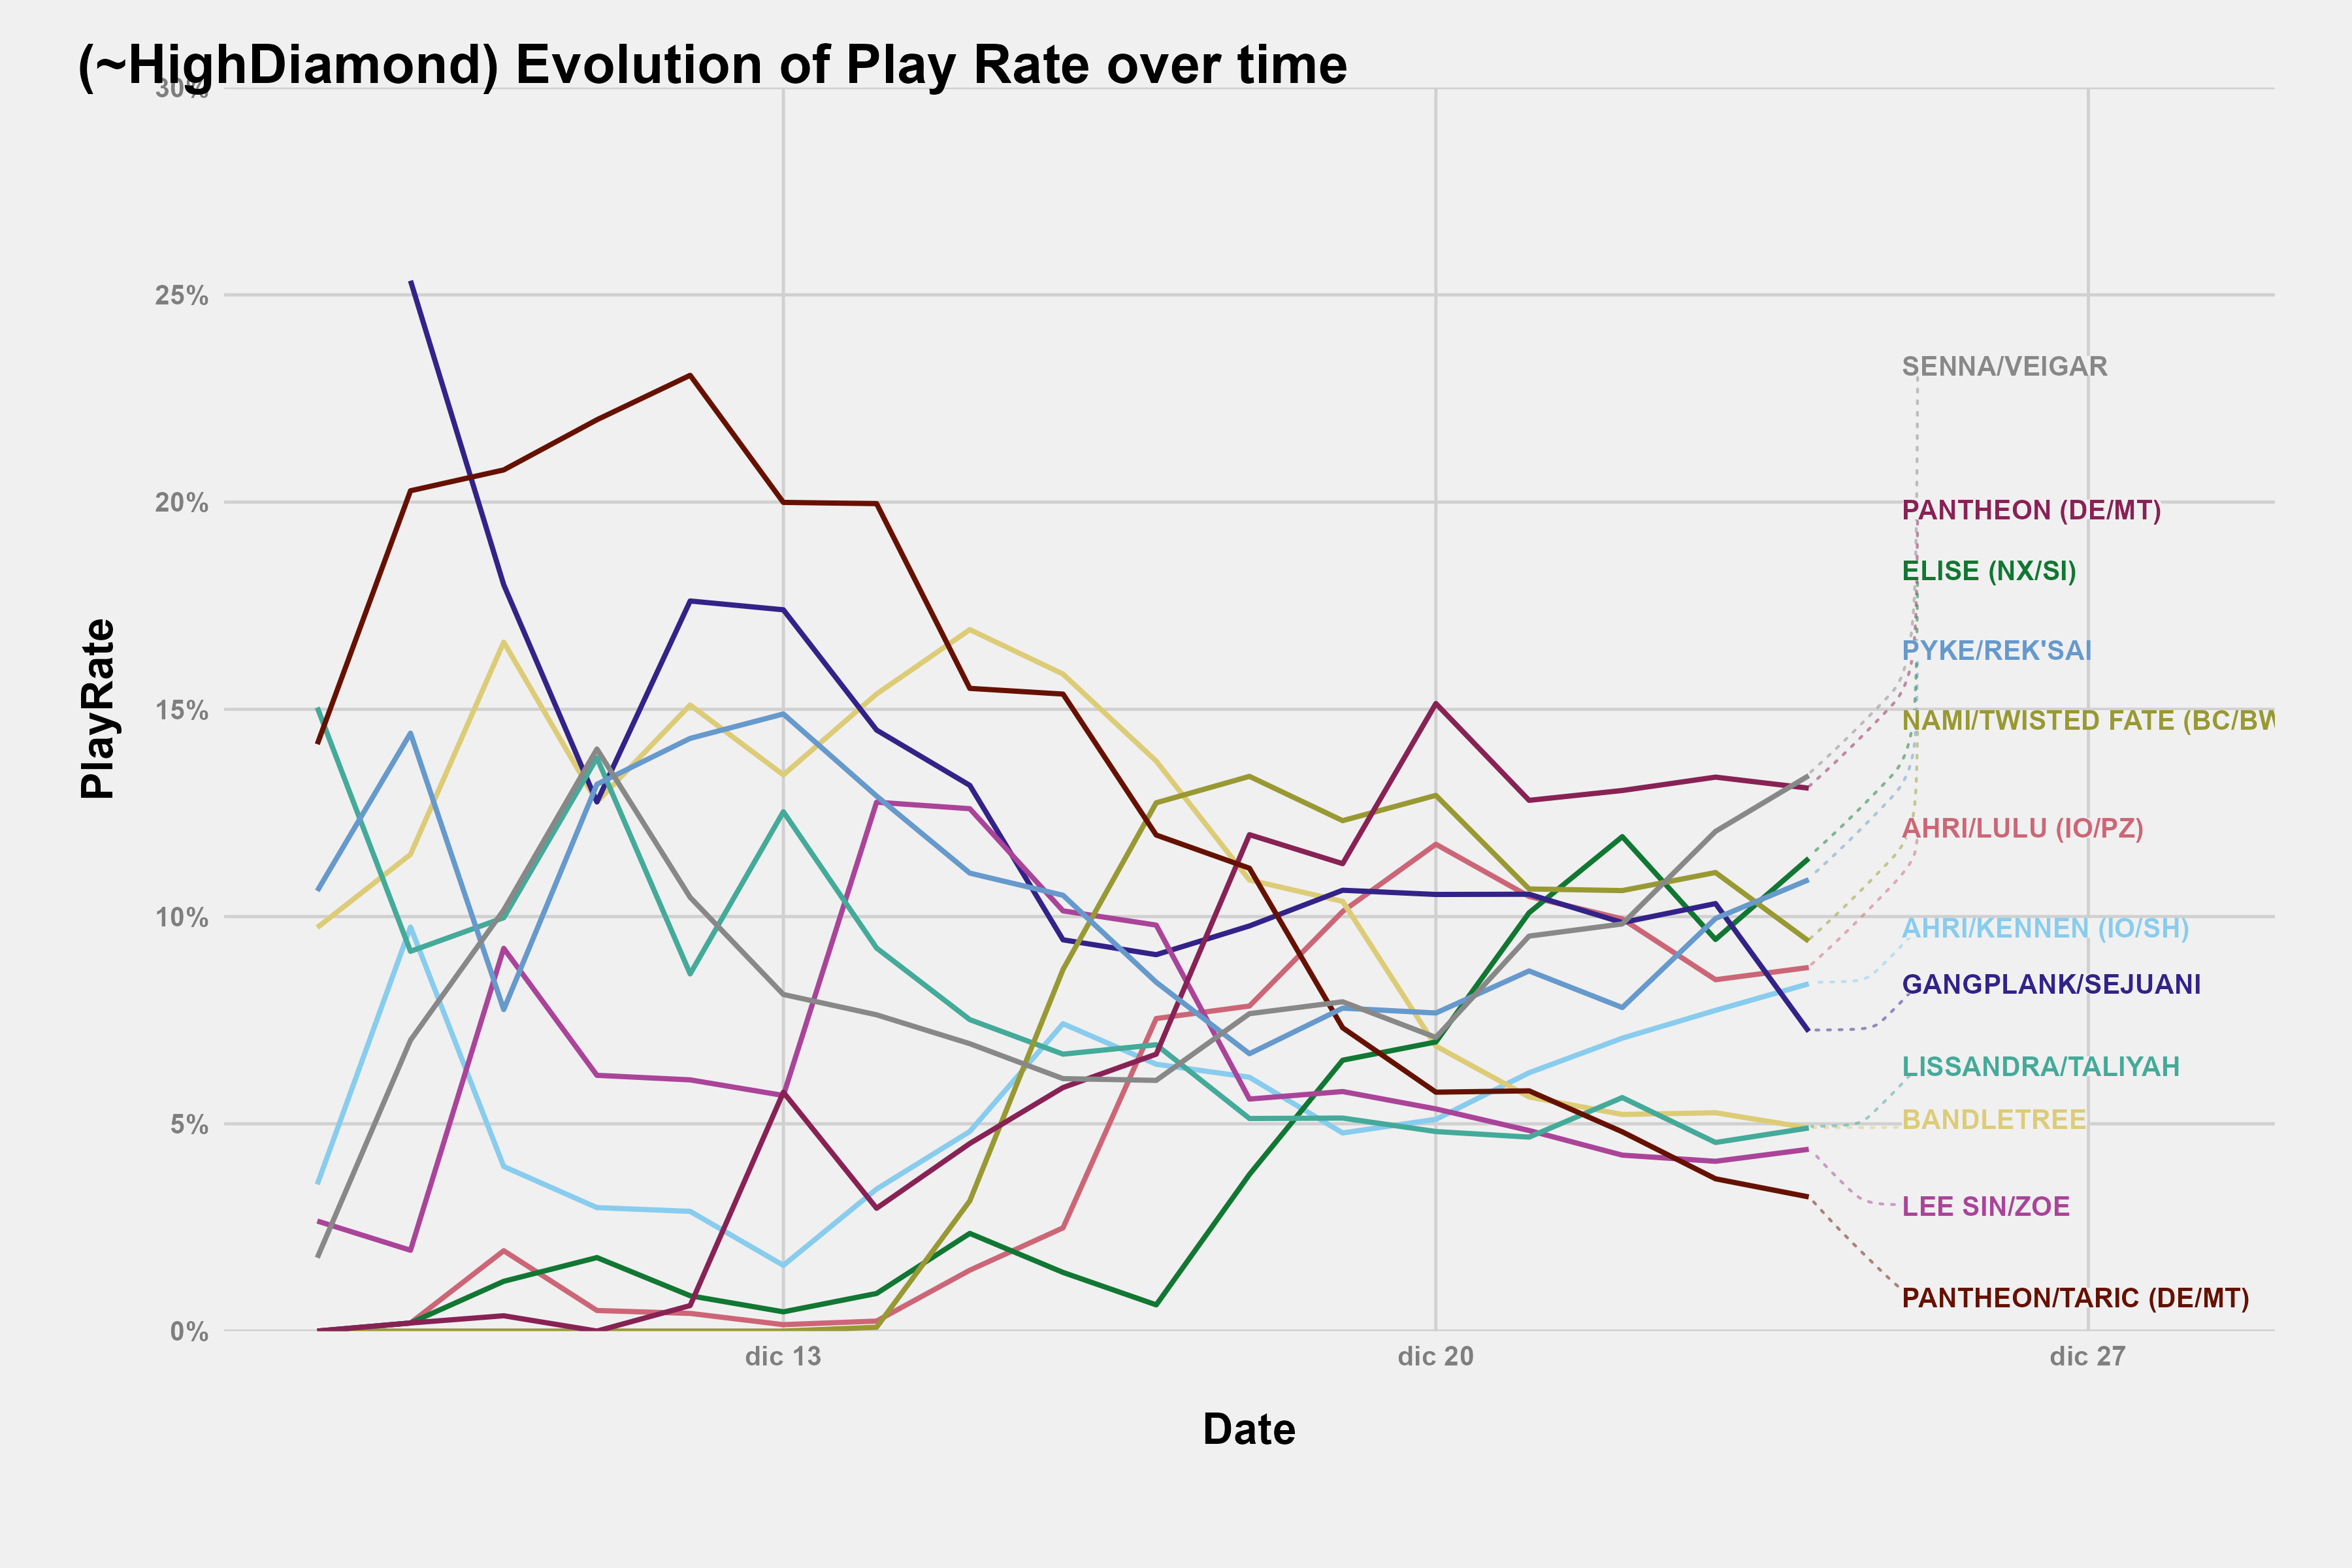 (~HighDiamond) Evolution of Play Rate over time
30%
25%
20%
15%
10%
5%
0%
PlayRate
SENNA/VEIGAR
PANTHEON (DE/MT)
ELISE (NX/SI)
PYKE/REK'SAI
NAMI/TWISTED FATE (BC/BW
AHRI/LULU (IO/PZ)
AHRI/KENNEN (IO/SH)
GANGPLANK/SEJUANI
LISSANDRA/TALIYAH
BANDLETREE
LEE SIN/ZOE
PANTHEON/TARIC (DE/MT)
dic 13
dic 20
dic 27
Date